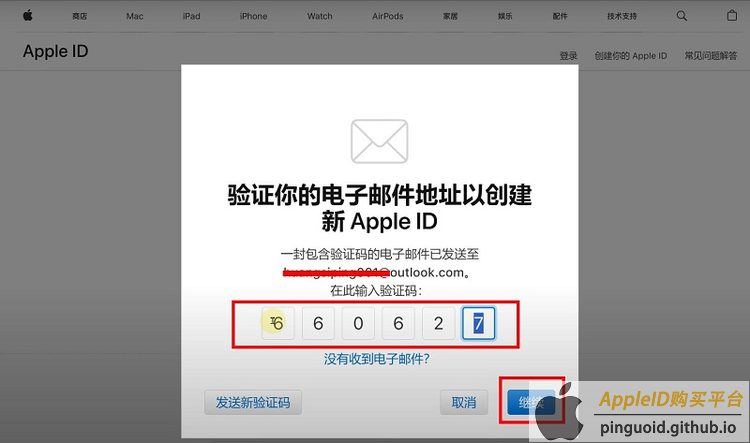 商店
Mac
iPad
iPhone
Watch
AirPods
家居
娱乐
配件
技术支持
Apple ID
登录
创建你的 Apple ID
常见问题解答
验证你的电子邮件地址以创建
新 Apple ID
一封包含验证码的电子邮件已发送至
@outlook.com。
在此输入验证码:
6 6 0 6 2 7
没有收到电子邮件?
发送新验证码
取消
继续
AppleID购买平台
pinguoid.github.io